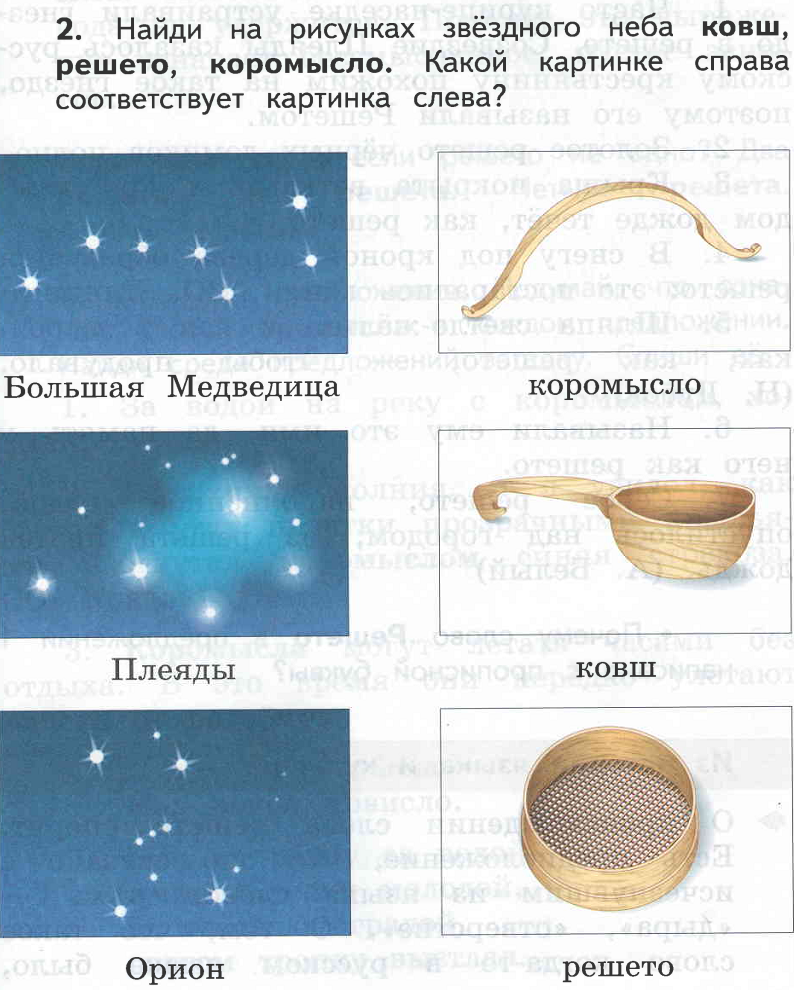 2. Найди на рисунках звёздного неба ковш,
решето, коромысло. Какой картинке справа
соответствует картинка слева?
Большая Медведица
коромысло
Плеяды
ковш
Орион
решето